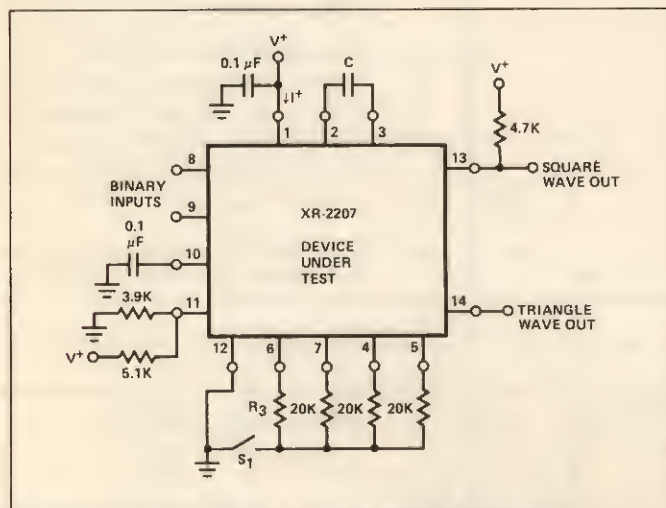 V+
0.1 µF
↓I+
C
1
2
3
V+
4.7K
13
SQUARE
WAVE OUT
8
BINARY
INPUTS
9
XR-2207
DEVICE
UNDER
TEST
0.1
µF
10
3.9K
11
V+
5.1K
14
TRIANGLE
WAVE OUT
12
6
7
4
5
R3
20K
20K
20K
S1